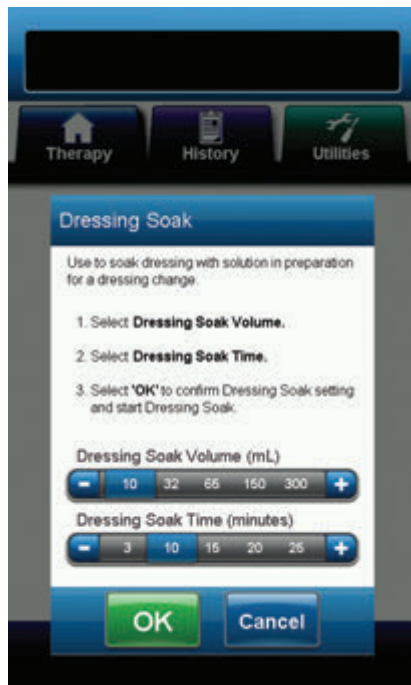 Therapy History Utilities
Dressing Soak
Use to soak dressing with solution in preparation
for a dressing change.
1. Select Dressing Soak Volume.
2. Select Dressing Soak Time.
3. Select 'OK' to confirm Dressing Soak setting
and start Dressing Soak.
Dressing Soak Volume (mL)
- 10 32 65 150 300 +
Dressing Soak Time (minutes)
- 3 10 15 20 25 +
OK Cancel